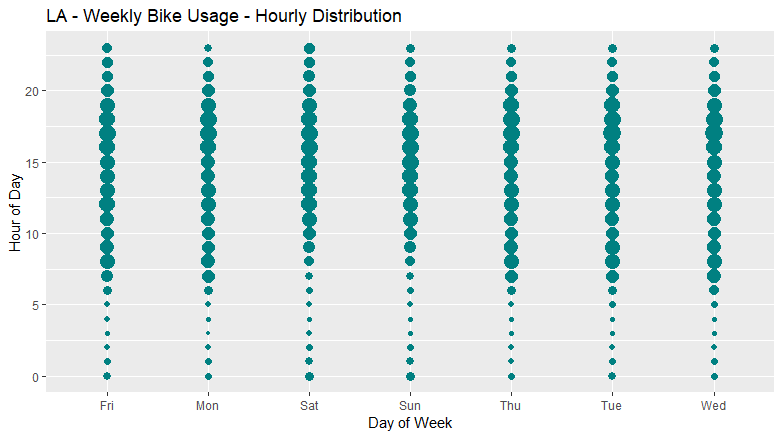 LA - Weekly Bike Usage - Hourly Distribution
20
15
10
5
0
Hour of Day
Fri Mon Sat Sun Thu Tue Wed
Day of Week